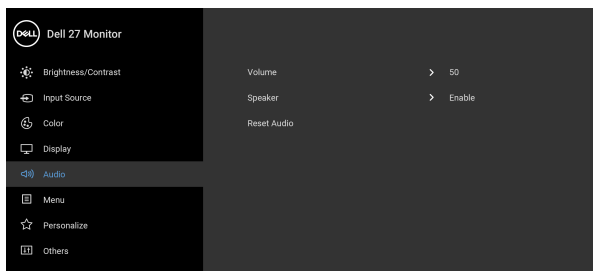 DELL Dell 27 Monitor
Brightness/Contrast
Volume 50
Input Source
Speaker Enable
Color
Reset Audio
Display
Audio
Menu
Personalize
Others